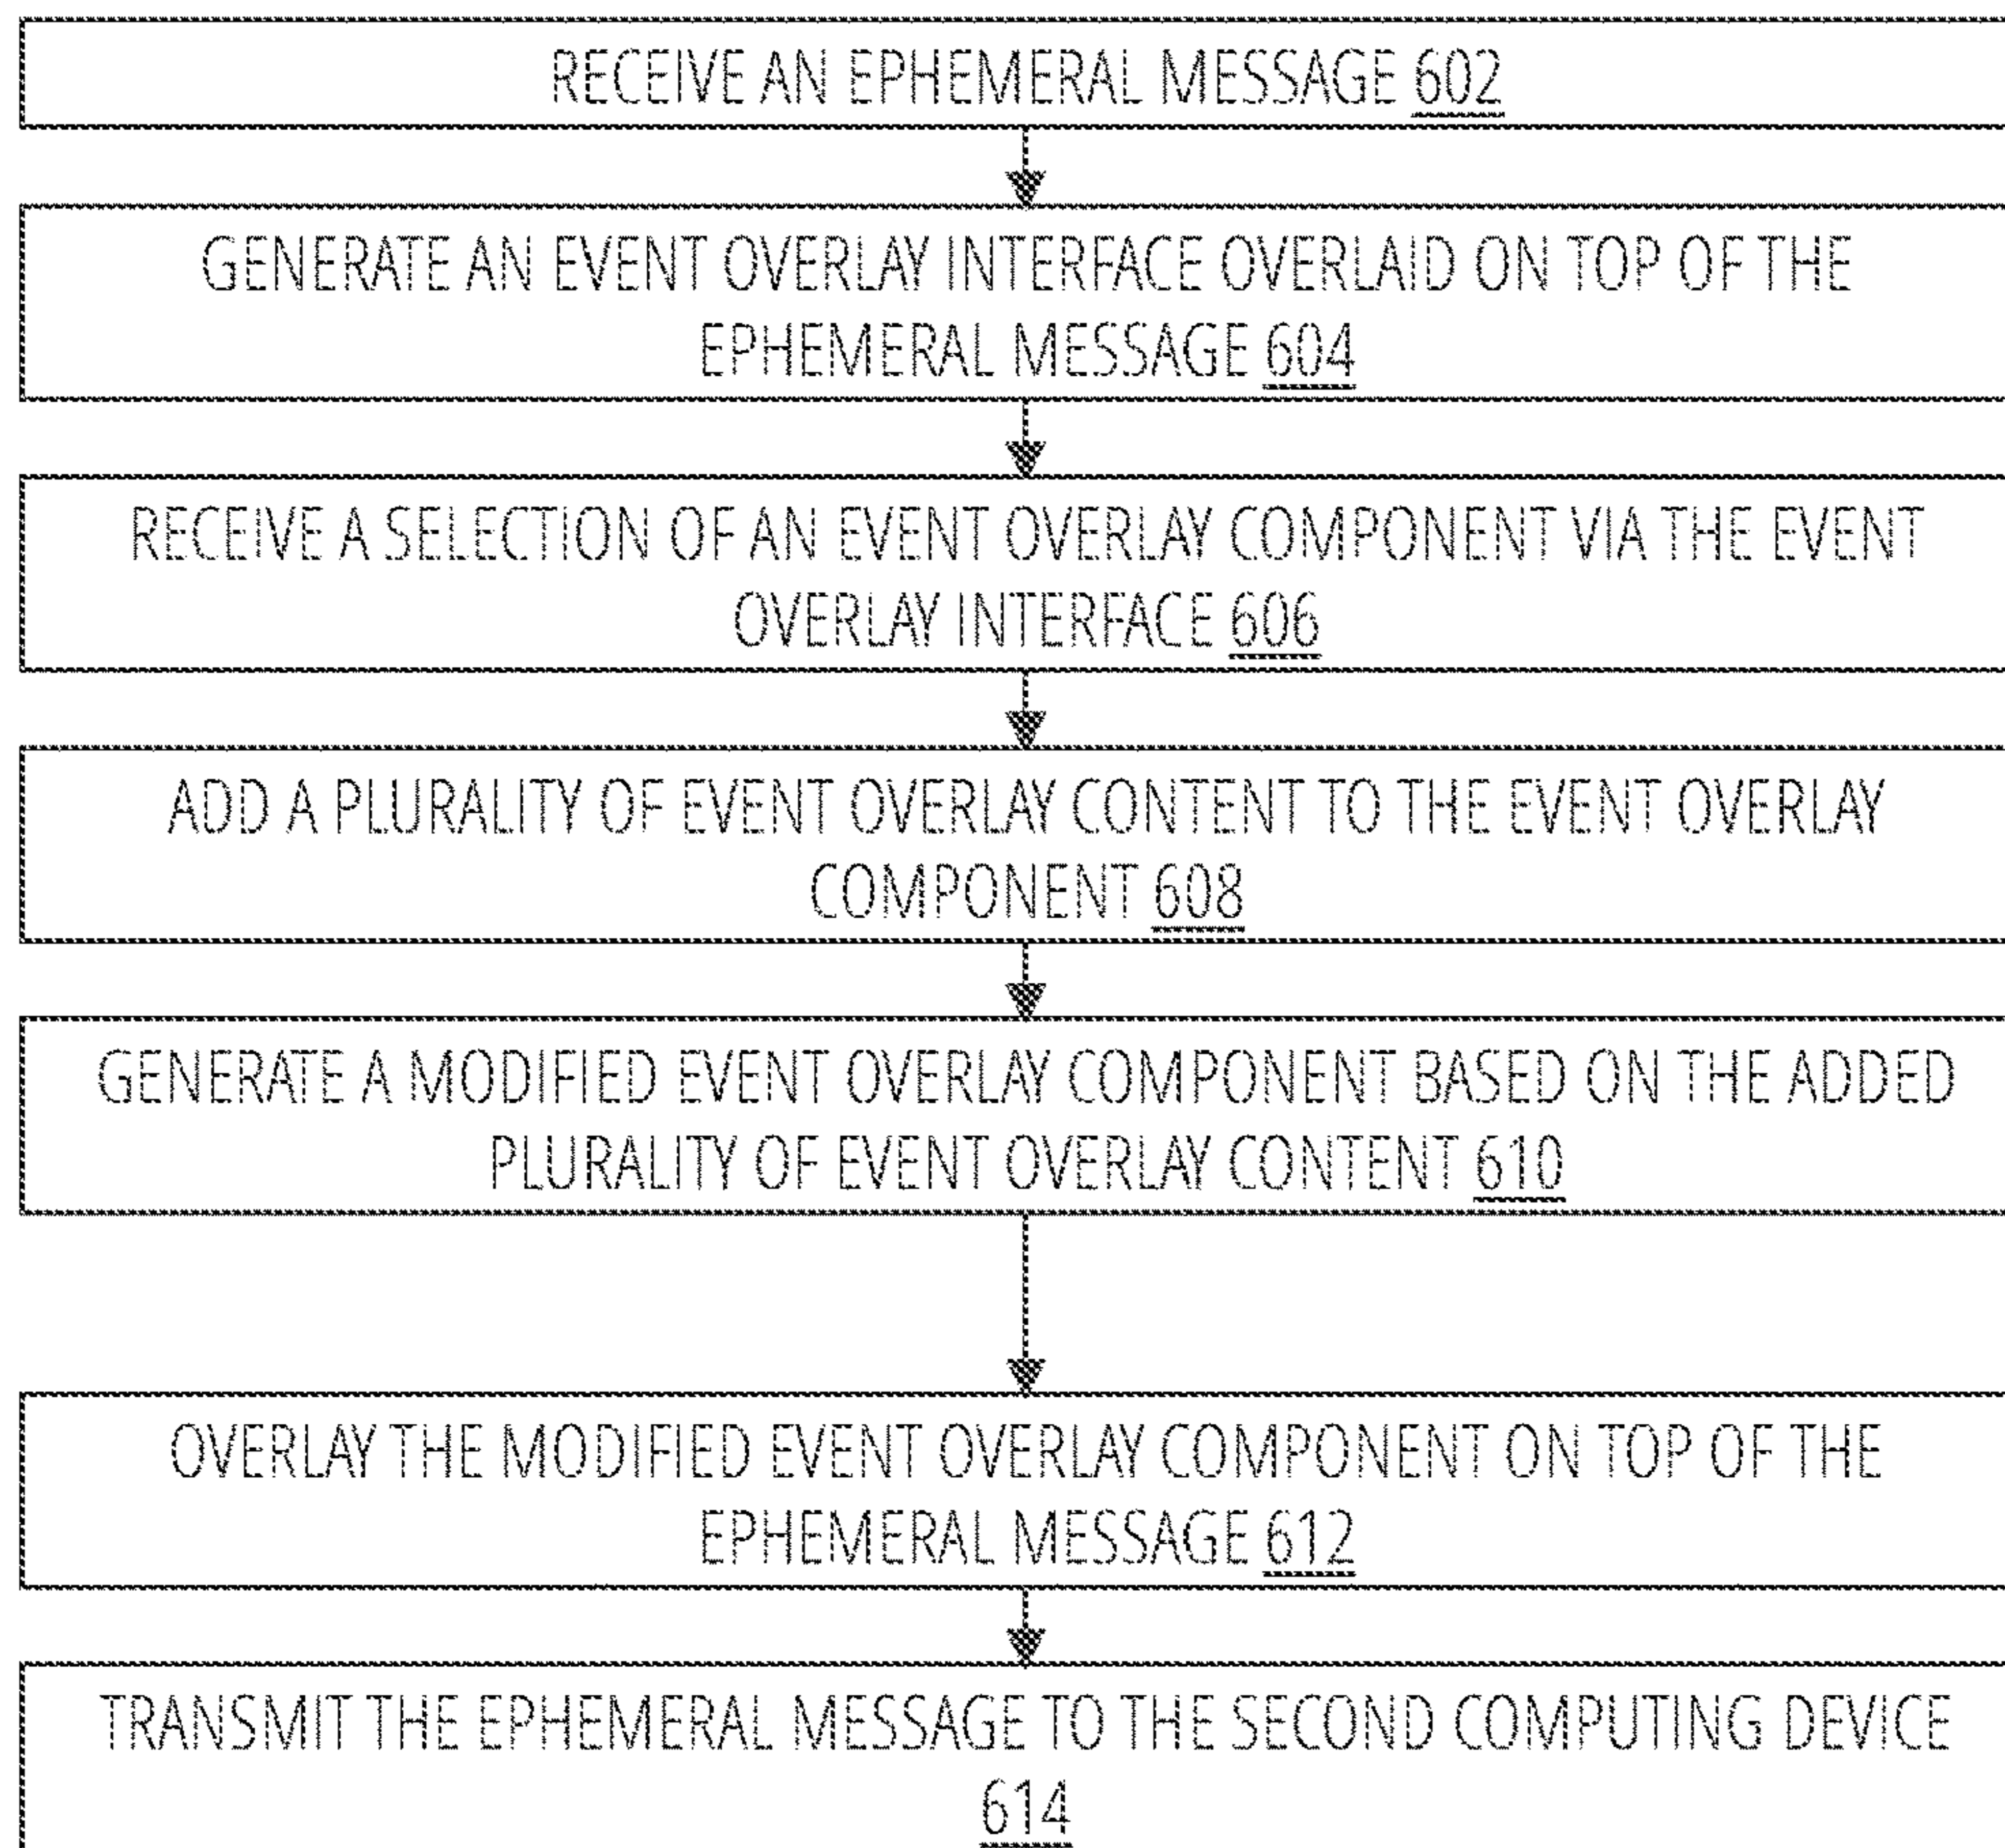 RECEIVE AN EPHEMERAL MESSAGE 602
GENERATE AN EVENT OVERLAY INTERFACE OVERLAID ON TOP OF THE
EPHEMERAL MESSAGE 604
RECEIVE A SELECTION OF AN EVENT OVERLAY COMPONENT VIA THE EVENT
OVERLAY INTERFACE 606
ADD A PLURALITY OF EVENT OVERLAY CONTENT TO THE EVENT OVERLAY
COMPONENT 608
GENERATE A MODIFIED EVENT OVERLAY COMPONENT BASED ON THE ADDED
PLURALITY OF EVENT OVERLAY CONTENT 610
OVERLAY THE MODIFIED EVENT OVERLAY COMPONENT ON TOP OF THE
EPHEMERAL MESSAGE 612
TRANSMIT THE EPHEMERAL MESSAGE TO THE SECOND COMPUTING DEVICE
614